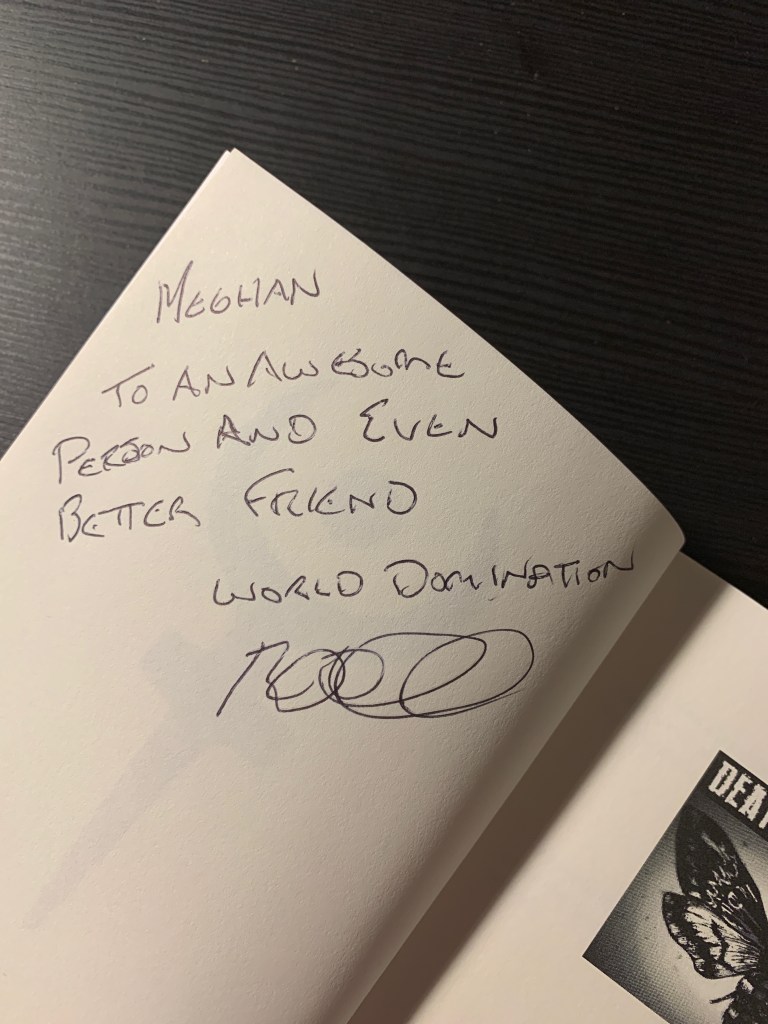 MEGHAN
TO AN AWESOME
PERSON AND EVEN
BETTER FRIEND
WORLD DOMINATION